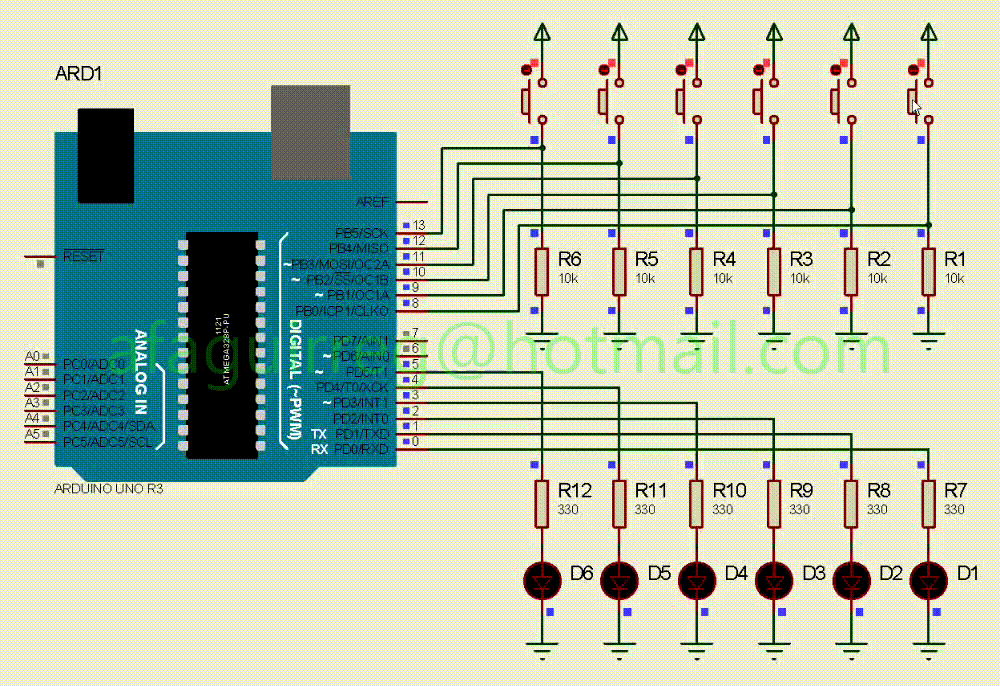 ARD1
AREF
13
PB5/SCK
12
PB4/MISO
11
RESET
~PB3/MOSI/OC2A
10
~ PB2/SS/OC1B
9
~ PB1/OC1A
8
PB0/ICP1/CLKO
R6
10k
R5
10k
R4
10k
R3
10k
R2
10k
R1
10k
1121
ATMEGA328P-PU
DIGITAL (~PWM)
ANALOG IN
7
PD7/AIN1
6
~ PD6/AIN0
5
~ PD5/T1
4
PD4/T0/XCK
3
~ PD3/INT1
2
PD2/INT0
1
TX PD1/TXD
0
RX PD0/RXD
A0
PC0/ADC0
A1
PC1/ADC1
A2
PC2/ADC2
A3
PC3/ADC3
A4
PC4/ADC4/SDA
A5
PC5/ADC5/SCL
ARDUINO UNO R3
R12
330
R11
330
R10
330
R9
330
R8
330
R7
330
D6
D5
D4
D3
D2
D1